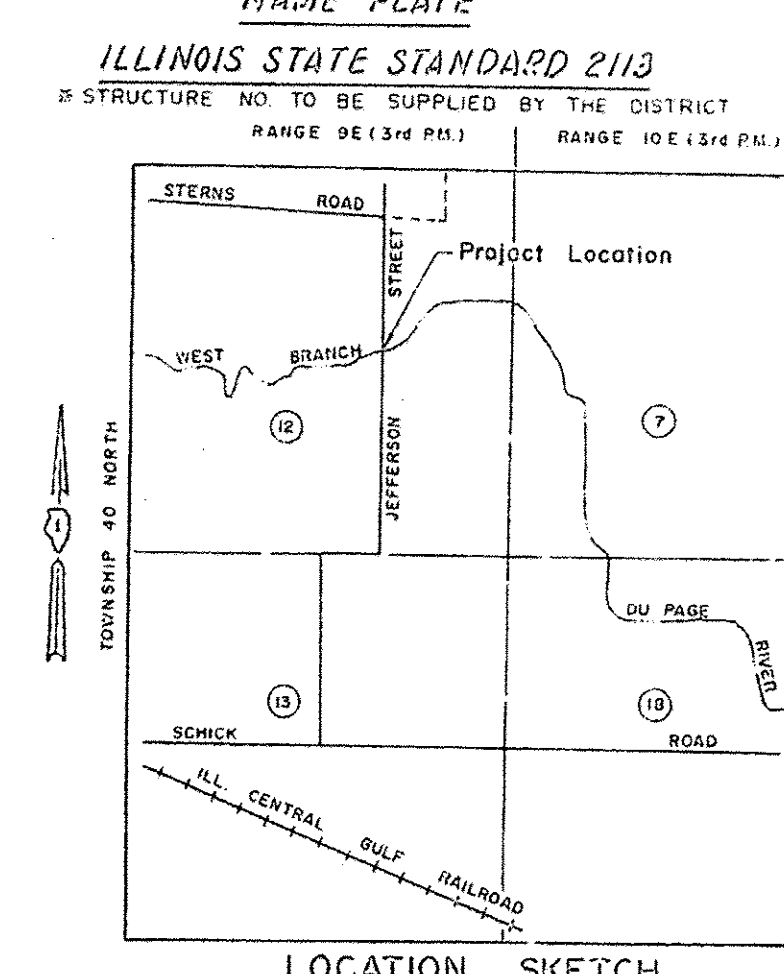 NAME PLATE
ILLINOIS STATE STANDARD 2113
STRUCTURE NO. TO BE SUPPLIED BY THE DISTRICT
RANGE 9E (3rd P.M.)
RANGE 10E (3rd P.M.)
STERNS ROAD
STREET
Project Location
WEST BRANCH
12
7
JEFFERSON
TOWNSHIP 40 NORTH
1
DU PAGE
RIVER
13
18
SCHICK ROAD
ILL. CENTRAL GULF RAILROAD
LOCATION SKETCH